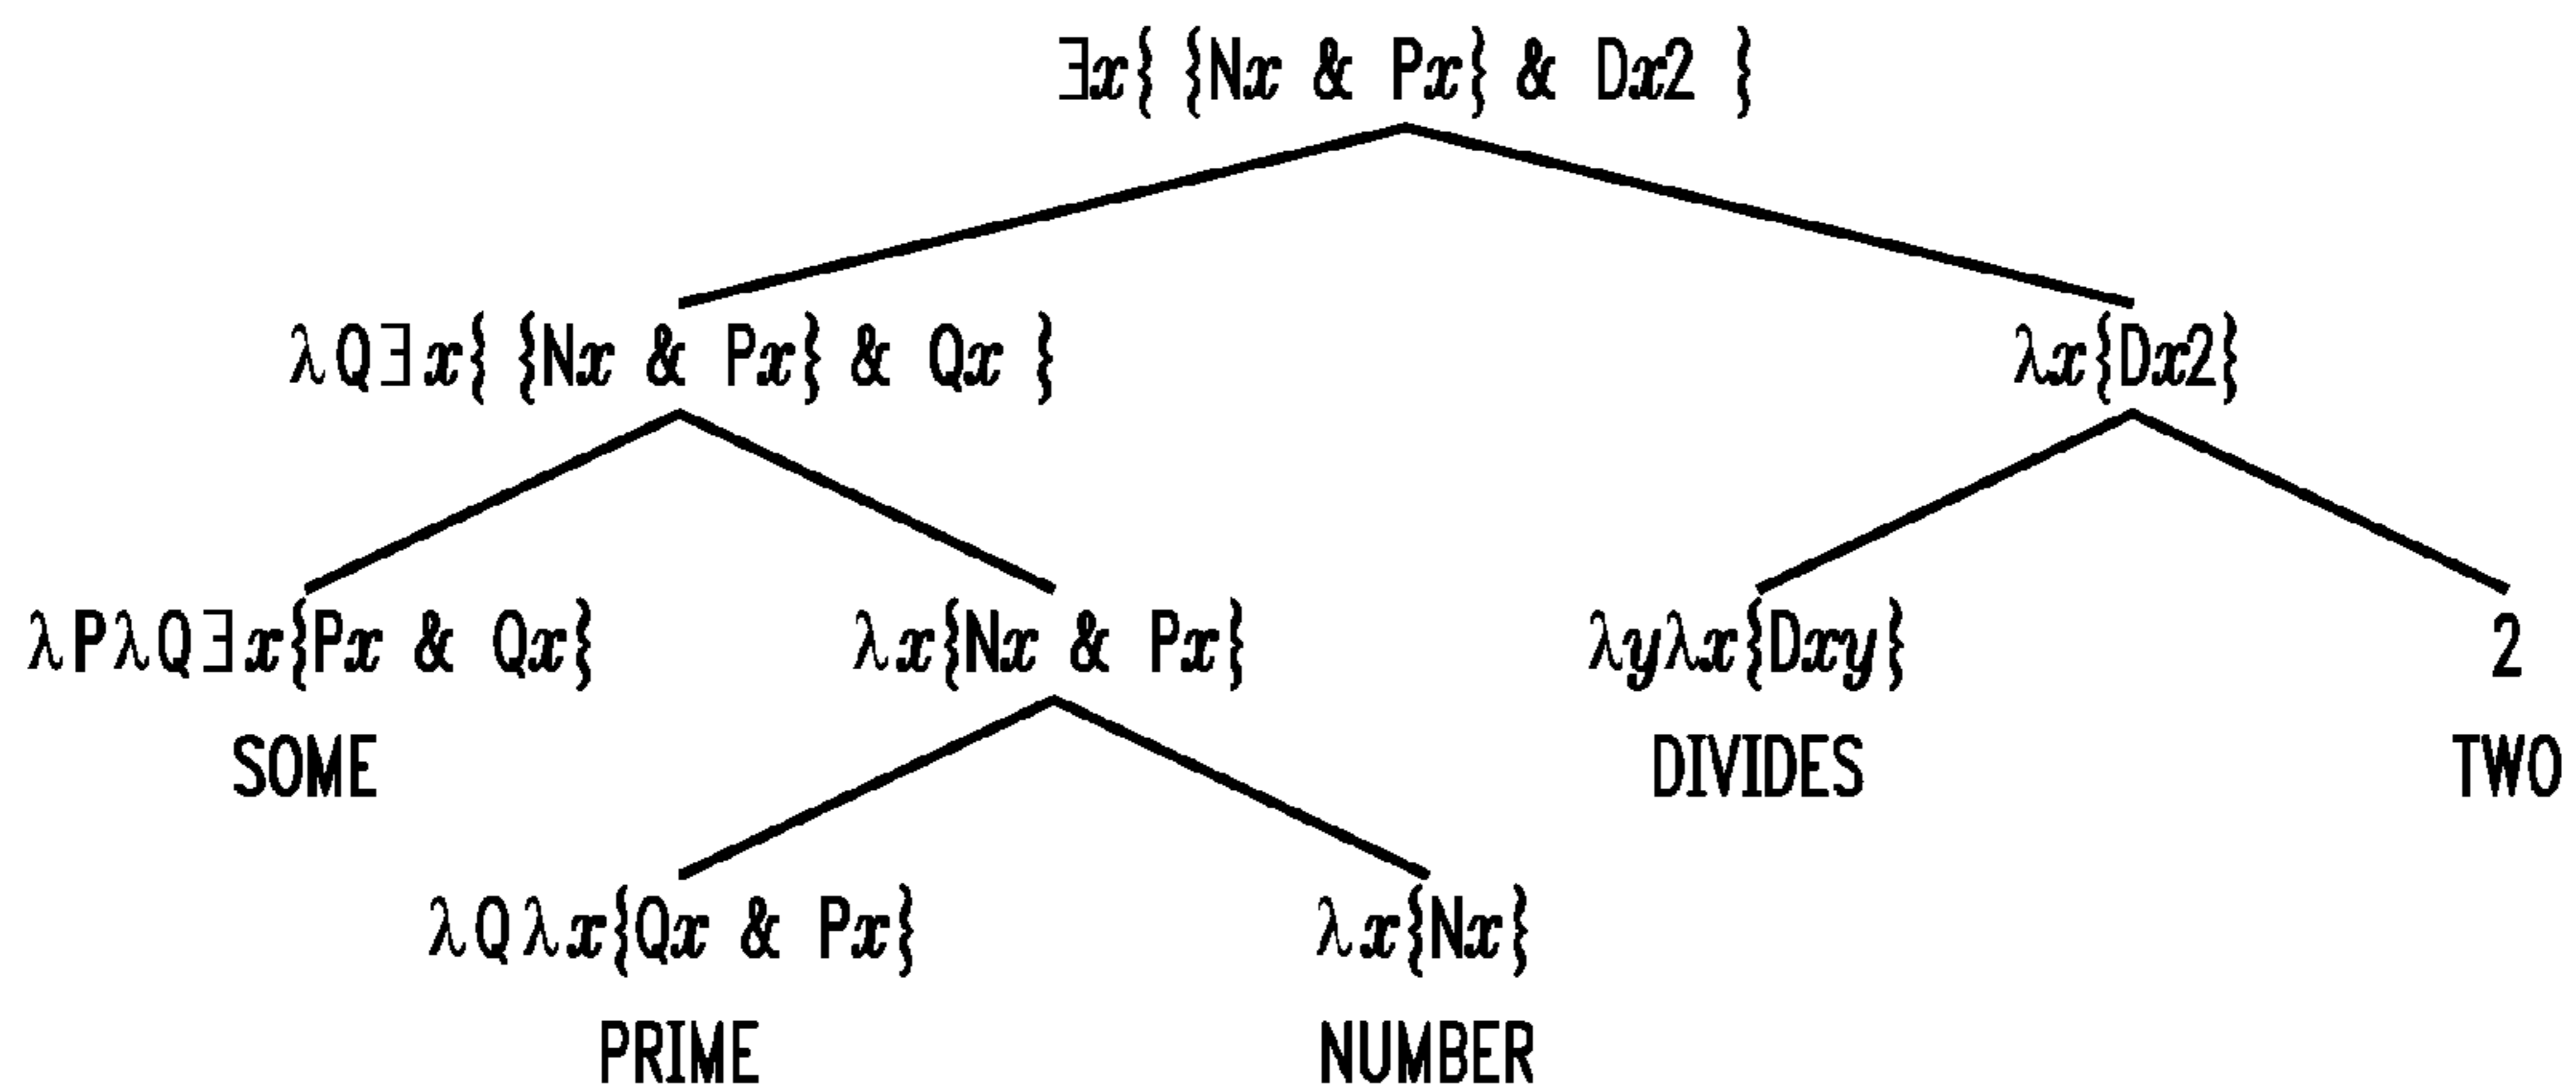 ∃x{ {Nx & Px} & Dx2 }
λQ∃x{ {Nx & Px} & Qx } λx{Dx2}
λPλQ∃x{Px & Qx} λx{Nx & Px} λyλx{Dxy} 2
SOME DIVIDES TWO
λQλx{Qx & Px} λx{Nx}
PRIME NUMBER